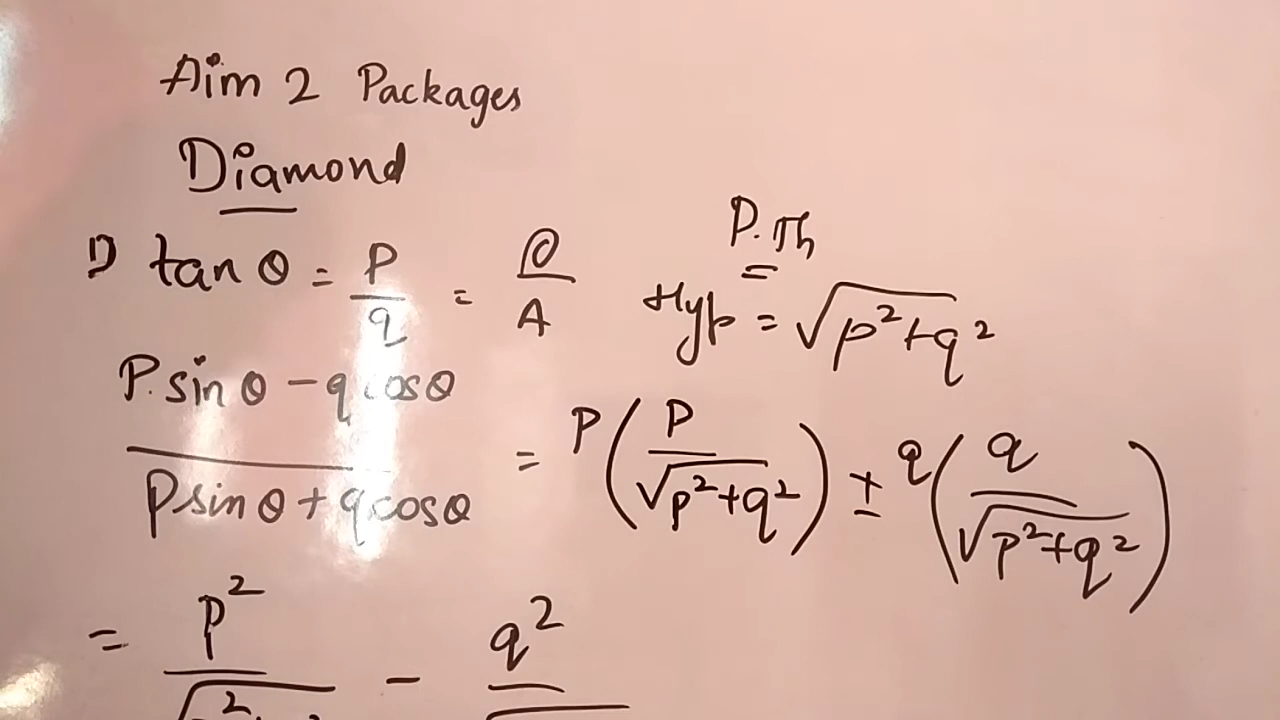 Aim 2 Packages
Diamond
1) tan θ = P/q = O/A
P.Th
Hyp = √(p²+q²)
P.sin θ - q cos θ / P sin θ + q cos θ = P(P/√(p²+q²)) ± q(q/√(p²+q²))
= p²/√ - q²/√